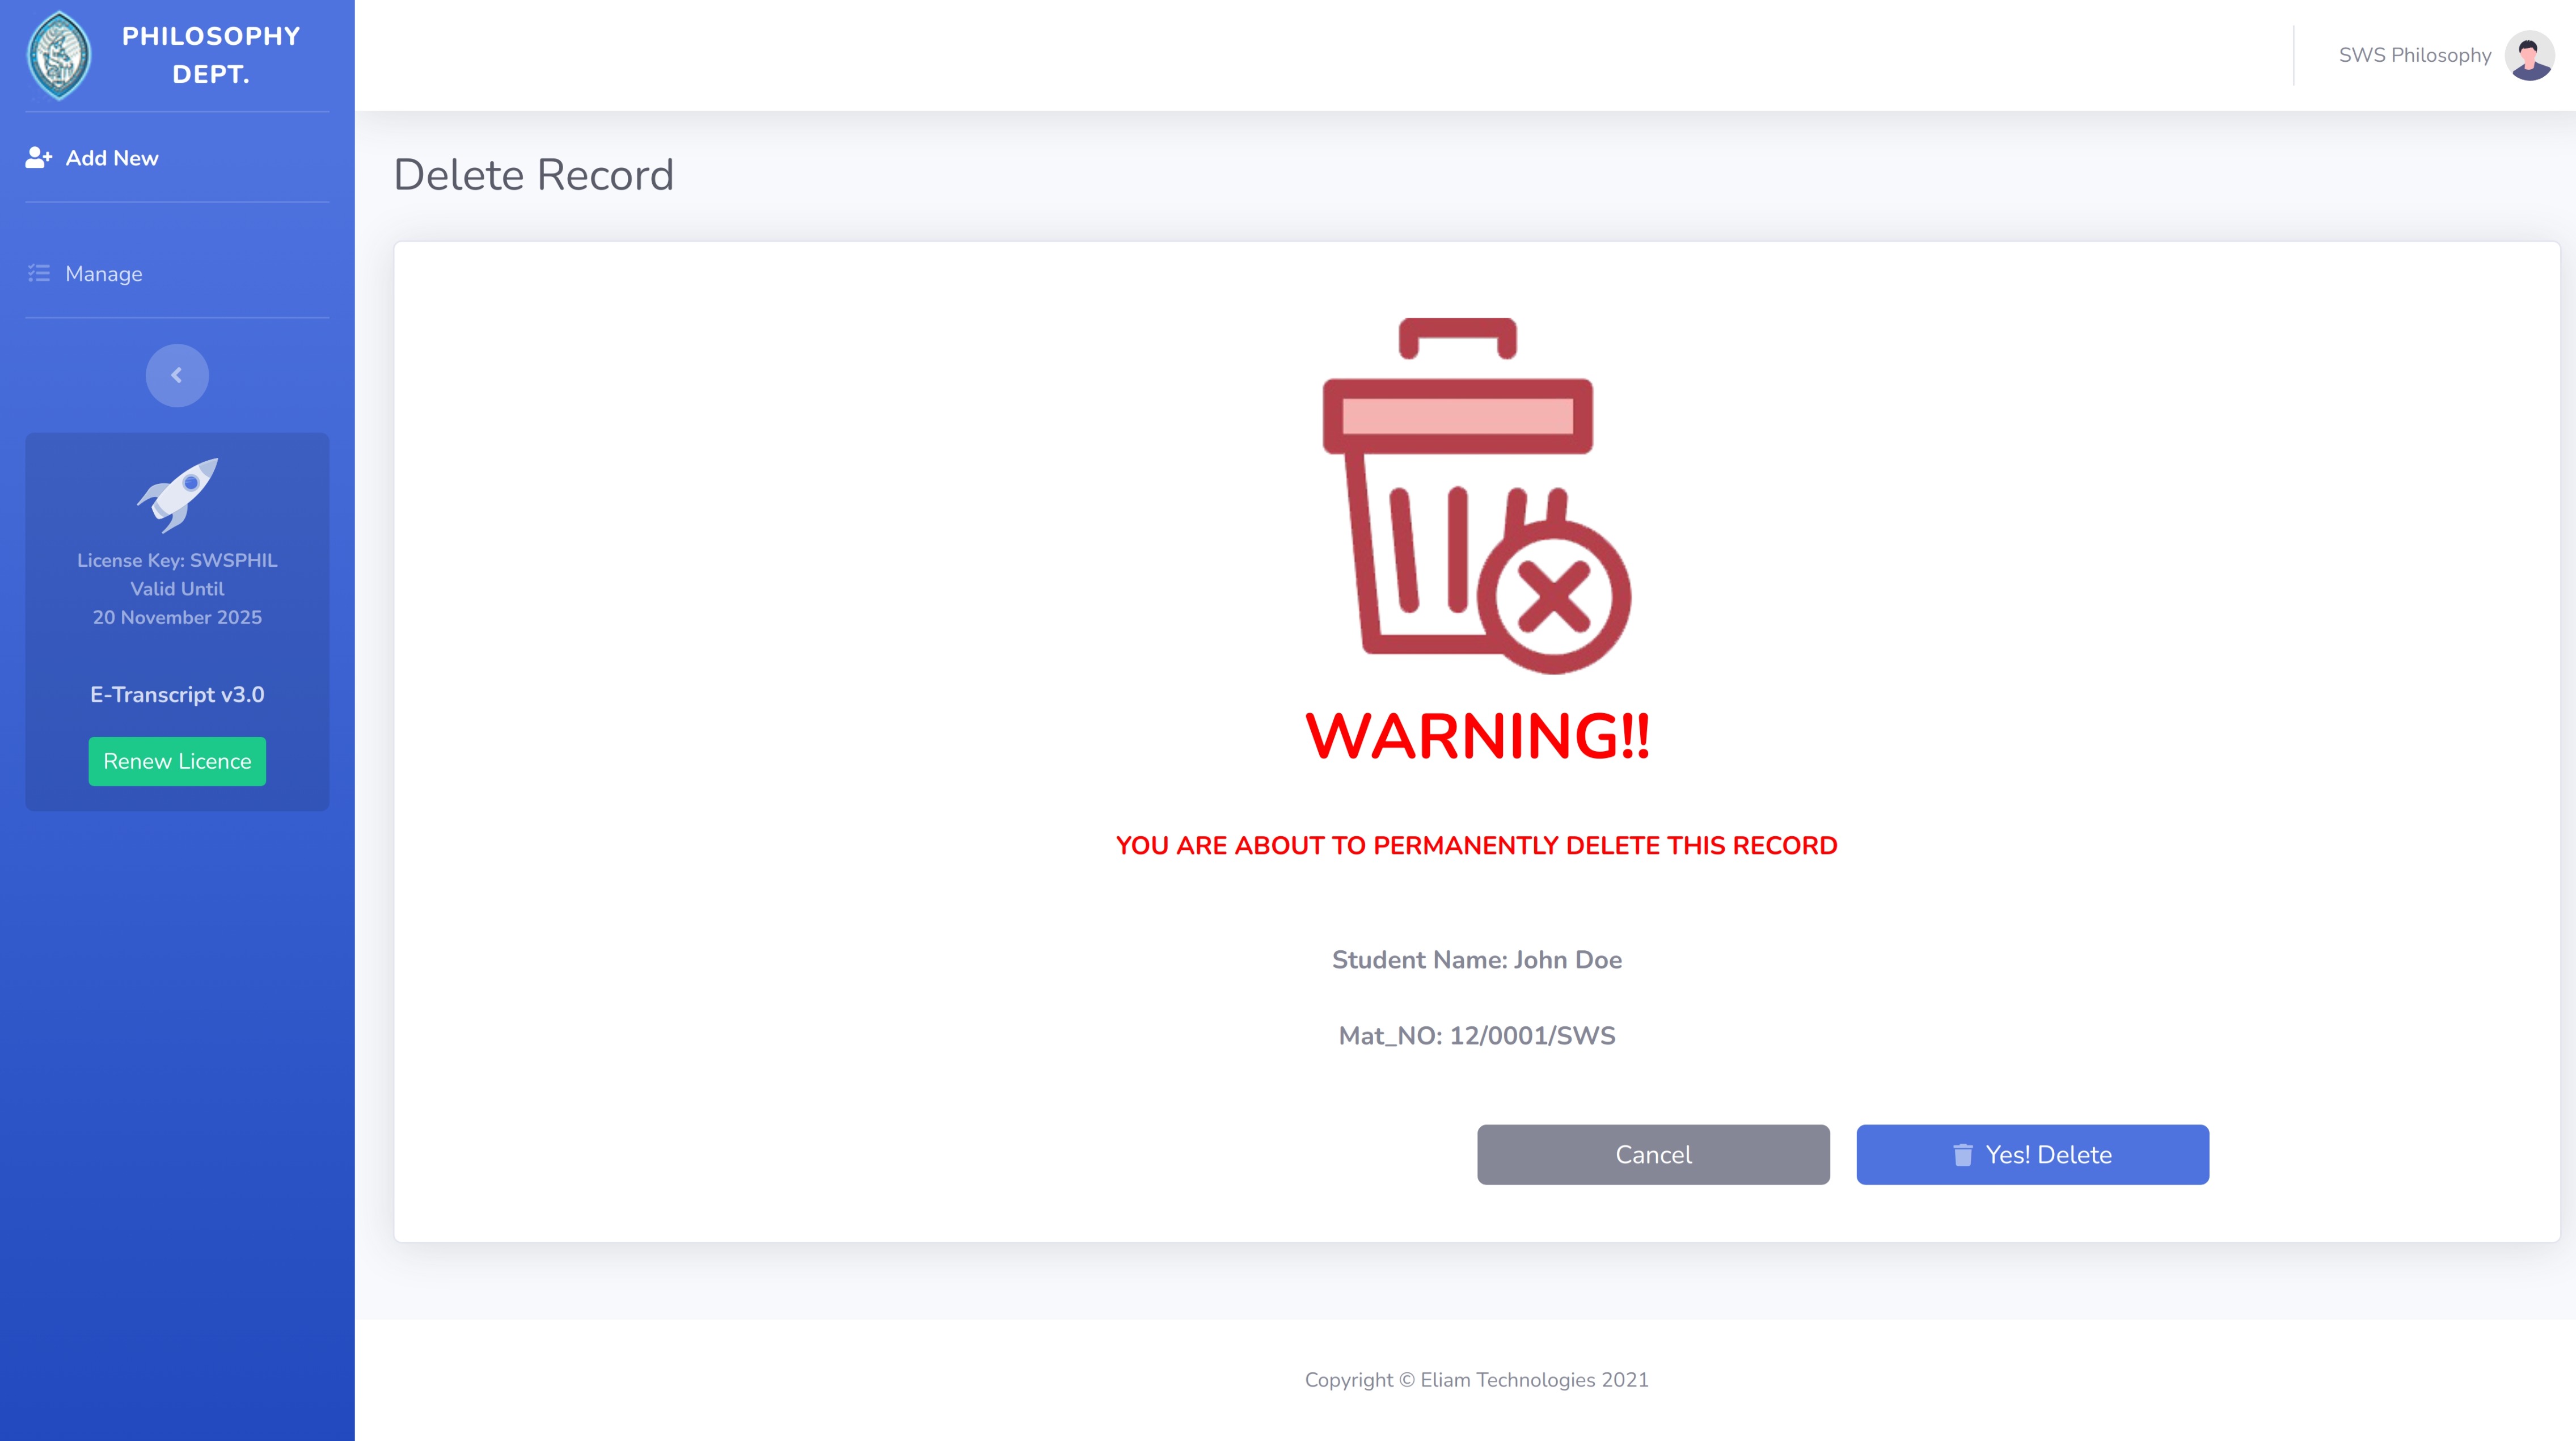 PHILOSOPHY
DEPT.
SWS Philosophy
Add New
Manage
License Key: SWSPHIL
Valid Until
20 November 2025
E-Transcript v3.0
Renew Licence
Delete Record
WARNING!!
YOU ARE ABOUT TO PERMANENTLY DELETE THIS RECORD
Student Name: John Doe
Mat_NO: 12/0001/SWS
Cancel
Yes! Delete
Copyright © Eliam Technologies 2021